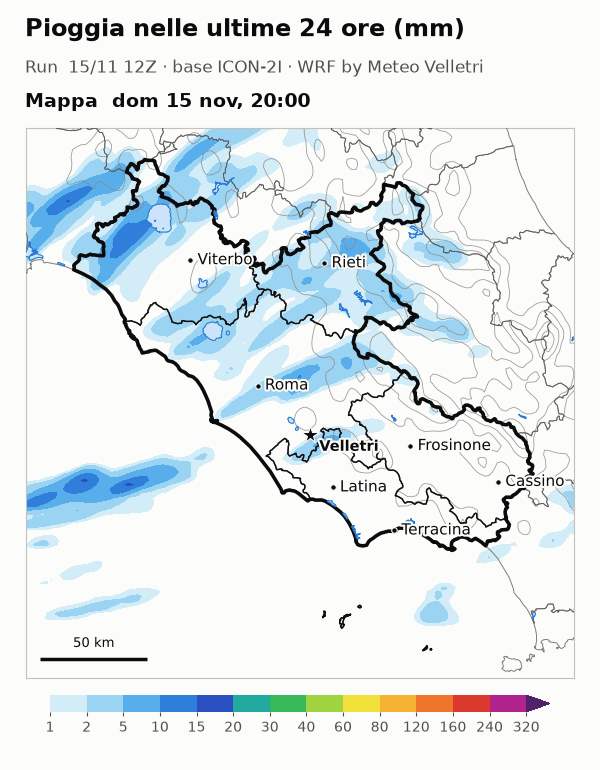 Pioggia nelle ultime 24 ore (mm)
Run  15/11 12Z · base ICON-2I · WRF by Meteo Velletri
Mappa  dom 15 nov, 20:00
Viterbo
Rieti
Roma
Velletri
Frosinone
Cassino
Latina
Terracina
50 km
1 2 5 10 15 20 30 40 60 80 120 160 240 320